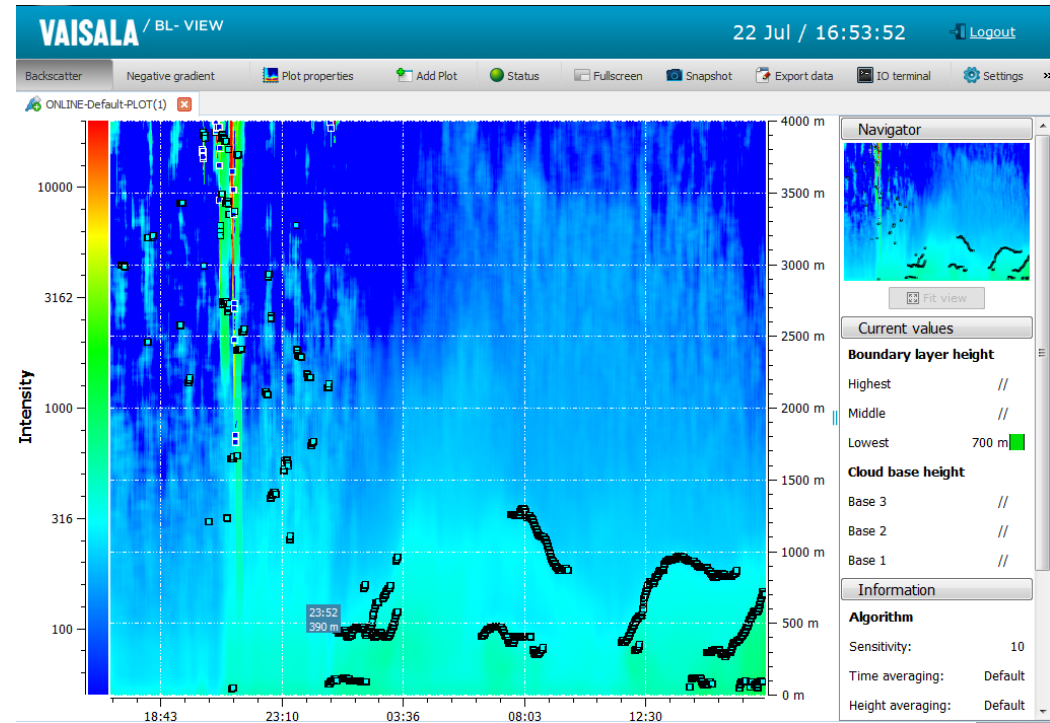 VAISALA / BL- VIEW
22 Jul / 16:53:52
Logout
Backscatter
Negative gradient
Plot properties
Add Plot
Status
Fullscreen
Snapshot
Export data
IO terminal
Settings
»
ONLINE-Default-PLOT(1)
Intensity
10000
3162
1000
316
100
4000 m
3500 m
3000 m
2500 m
2000 m
1500 m
1000 m
500 m
0 m
23:52
390 m
18:43
23:10
03:36
08:03
12:30
Navigator
Fit view
Current values
Boundary layer height
Highest //
Middle //
Lowest 700 m
Cloud base height
Base 3 //
Base 2 //
Base 1 //
Information
Algorithm
Sensitivity: 10
Time averaging: Default
Height averaging: Default